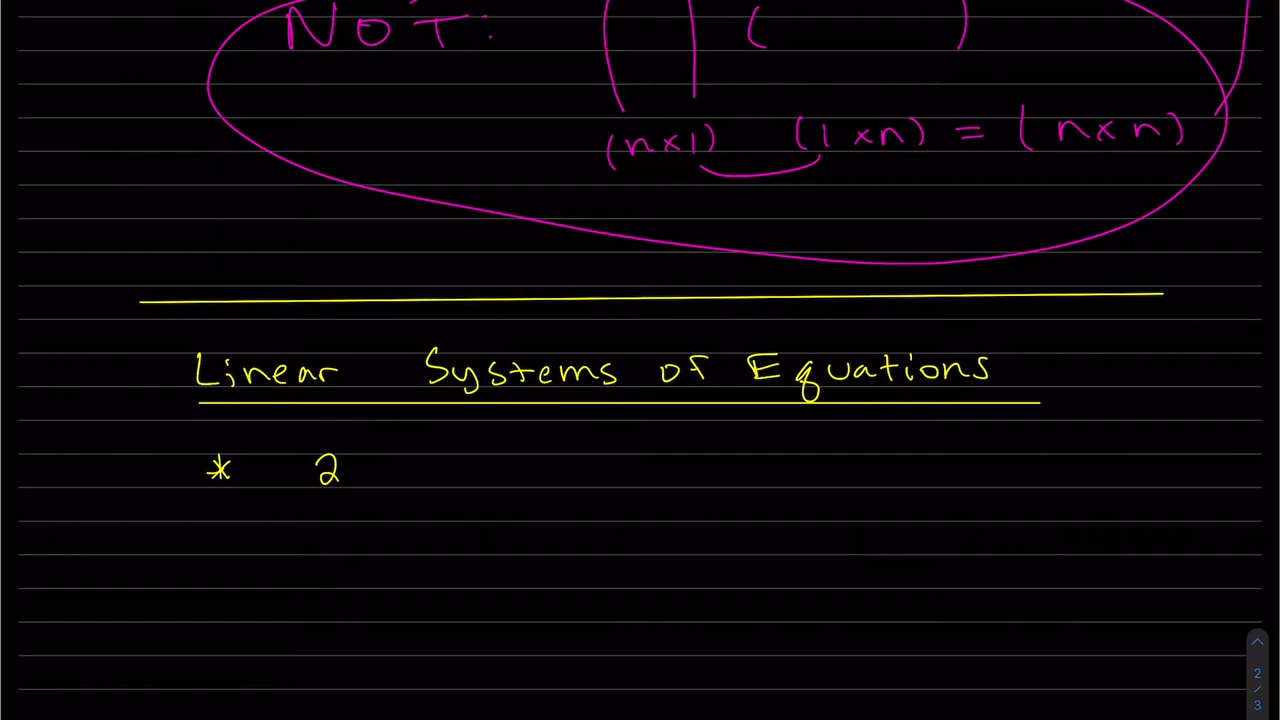 NOT: ( | ( )
(n×1) (1×n) = (n×n)
Linear Systems of Equations
* 2
2
/
3